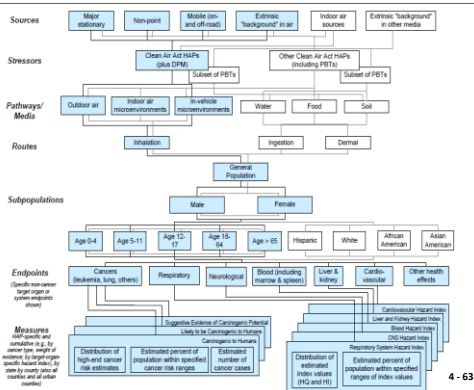 Sources
Major stationary
Non-point
Mobile (on- and off-road)
Extrinsic "background" in air
Indoor air sources
Extrinsic "background" in other media
Stressors
Clean Air Act HAPs (plus DPM)
Subset of PBTs
Other Clean Air Act HAPs (including PBTs)
Subset of PBTs
Pathways/ Media
Outdoor air
Indoor air microenvironments
In-vehicle microenvironments
Water
Food
Soil
Routes
Inhalation
Ingestion
Dermal
General Population
Subpopulations
Male
Female
Age 0-4
Age 5-11
Age 12-17
Age 18-64
Age > 65
Hispanic
White
African American
Asian American
Endpoints
(Specific non-cancer target organ or system endpoints shown)
Cancers (leukemia, lung, others)
Respiratory
Neurological
Blood (including marrow & spleen)
Liver & kidney
Cardio-vascular
Other health effects
Measures
HAP-specific and cumulative (e.g., by cancer type, weight of evidence; by target-organ-specific hazard index), by state by county (also all counties and all urban counties)
Suggestive Evidence of Carcinogenic Potential
Likely to be Carcinogenic to Humans
Carcinogenic to Humans
Distribution of high-end cancer risk estimates
Estimated percent of population within specified cancer risk ranges
Estimated number of cancer cases
Cardiovascular Hazard Index
Liver and Kidney Hazard Index
Blood Hazard Index
CNS Hazard Index
Respiratory System Hazard Index
Distribution of estimated index values (HQ and HI)
Estimated percent of population within specified ranges of index values
4 - 63